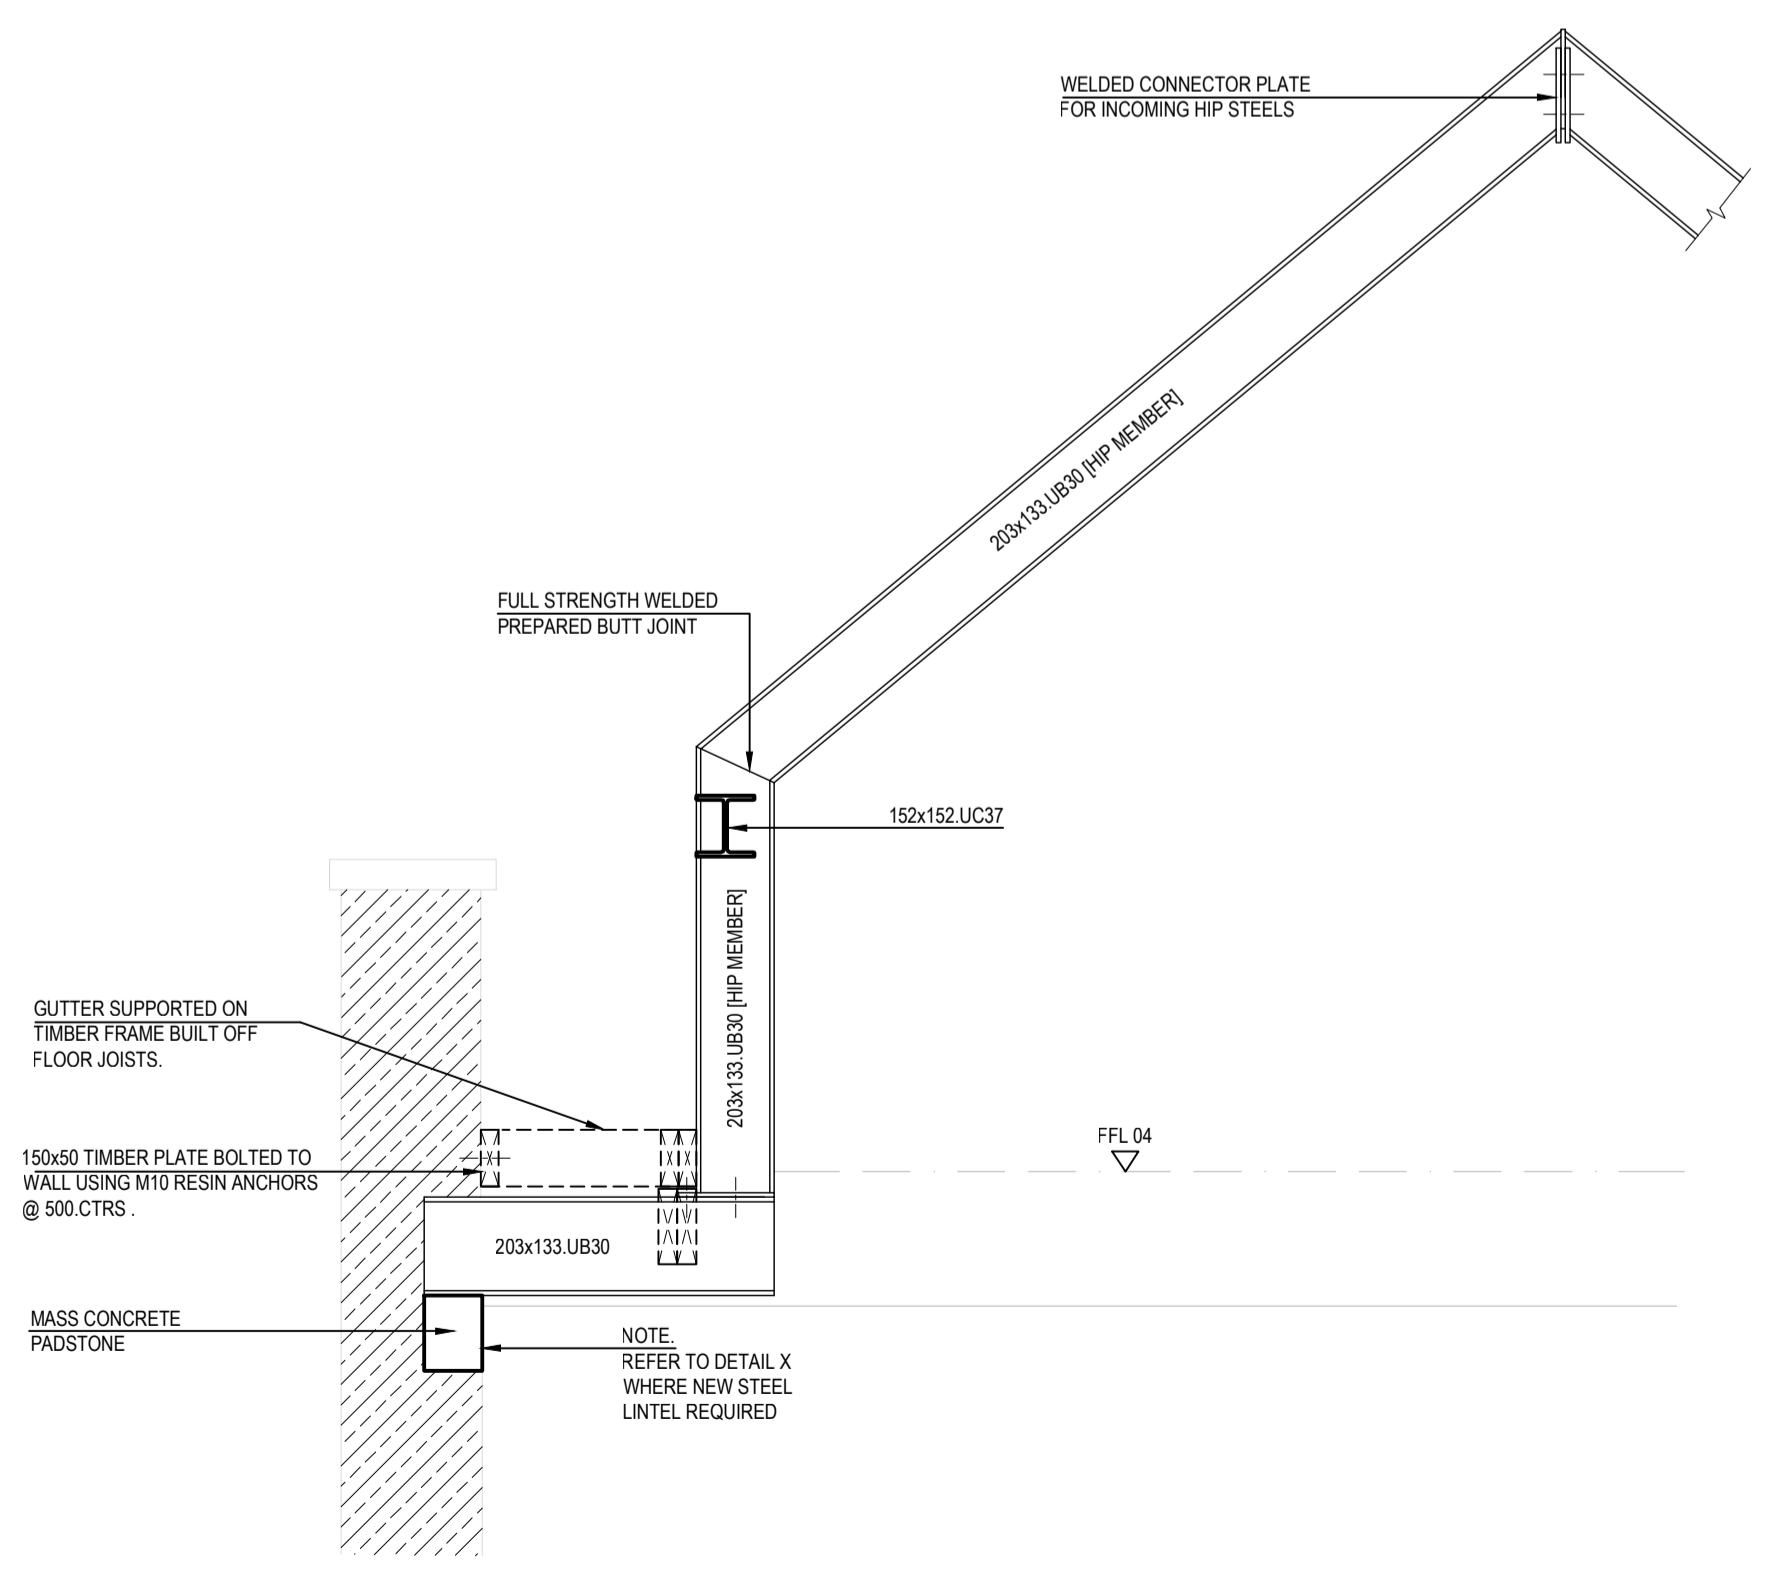 WELDED CONNECTOR PLATE
FOR INCOMING HIP STEELS
203x133.UB30 [HIP MEMBER]
FULL STRENGTH WELDED
PREPARED BUTT JOINT
152x152.UC37
203x133.UB30 [HIP MEMBER]
GUTTER SUPPORTED ON
TIMBER FRAME BUILT OFF
FLOOR JOISTS.
FFL 04
150x50 TIMBER PLATE BOLTED TO
WALL USING M10 RESIN ANCHORS
@ 500.CTRS .
203x133.UB30
MASS CONCRETE
PADSTONE
NOTE.
REFER TO DETAIL X
WHERE NEW STEEL
LINTEL REQUIRED